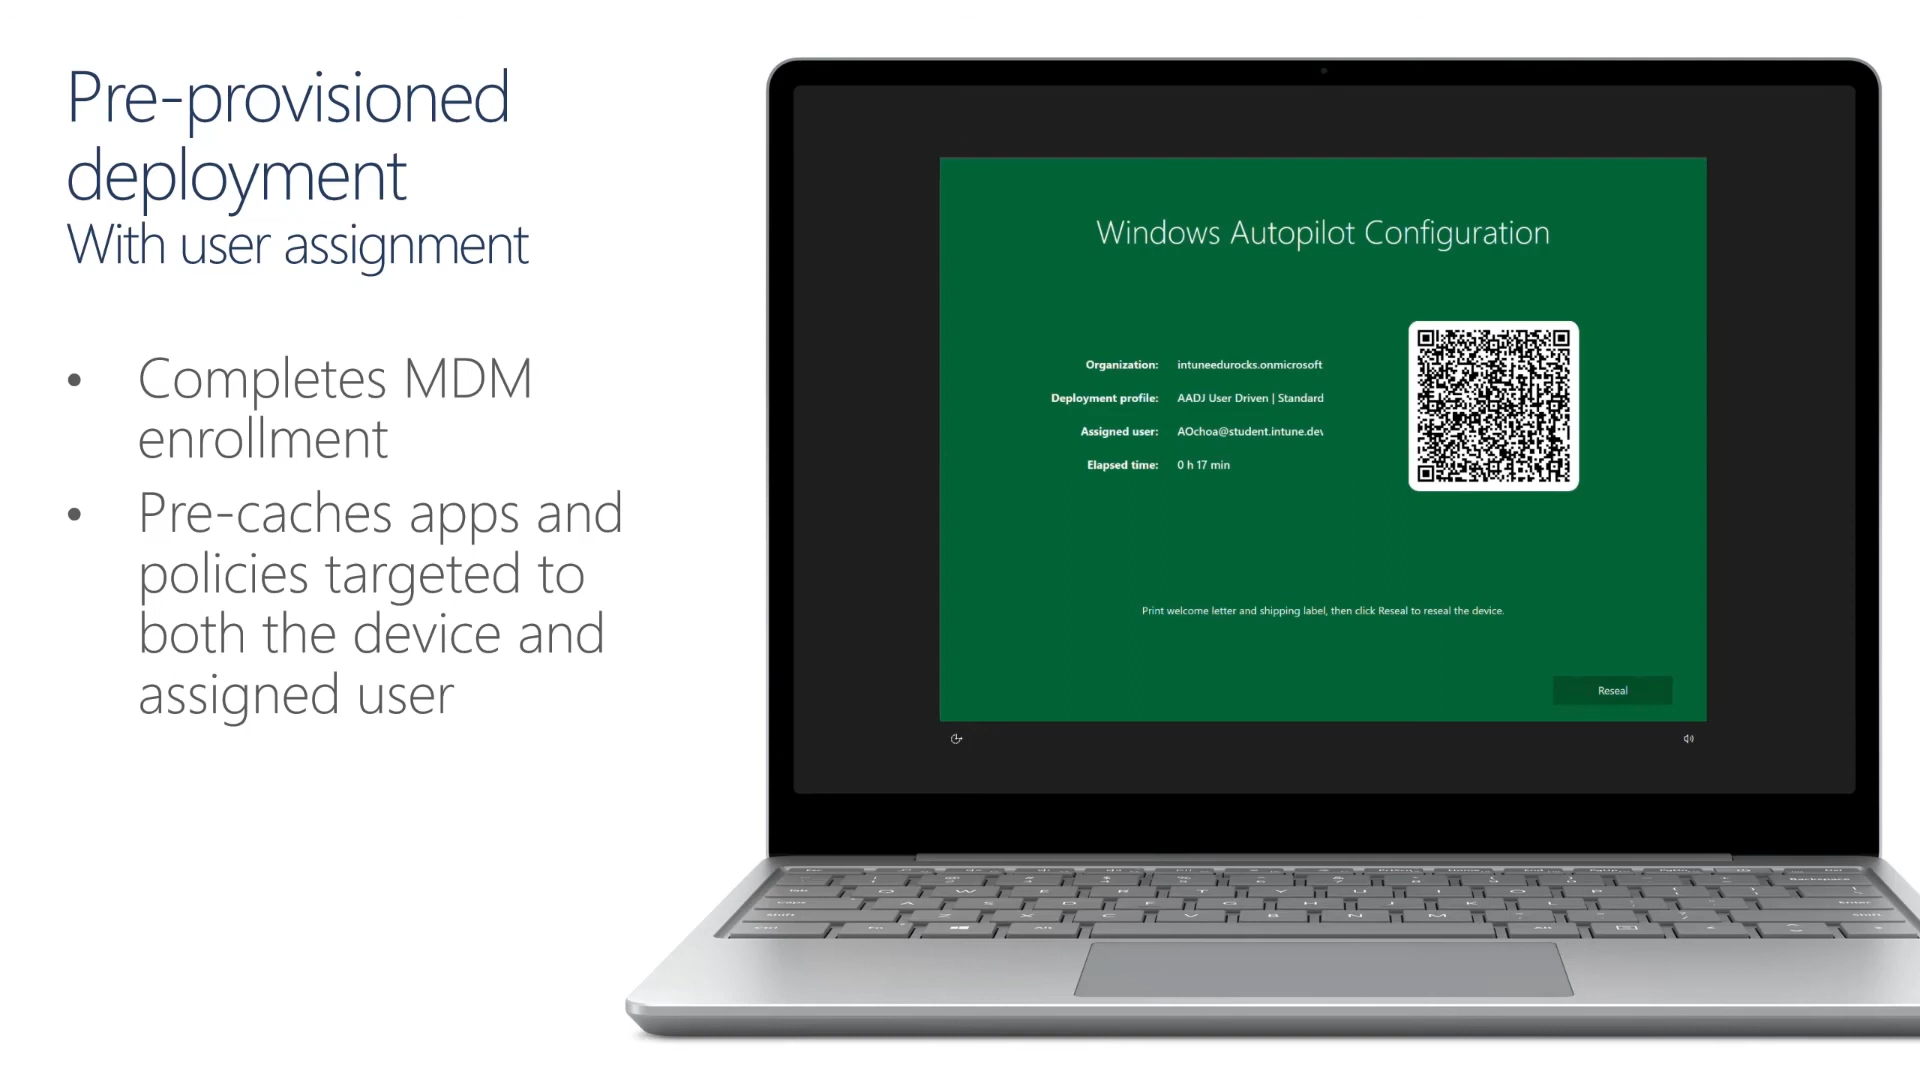 Pre-provisioned
deployment
With user assignment
• Completes MDM
enrollment
• Pre-caches apps and
policies targeted to
both the device and
assigned user
Windows Autopilot Configuration
Organization: intuneedurocks.onmicrosoft
Deployment profile: AADJ User Driven | Standard
Assigned user: AOchoa@student.intune.dev
Elapsed time: 0 h 17 min
Print welcome letter and shipping label, then click Reseal to reseal the device.
Reseal